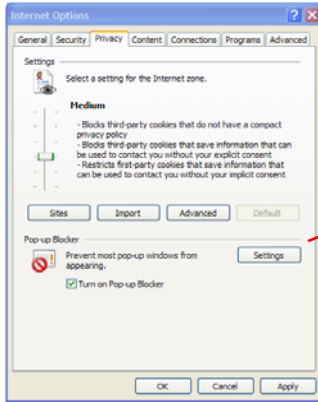 Internet Options
General Security Privacy Content Connections Programs Advanced
Settings
Select a setting for the Internet zone.
Medium
- Blocks third-party cookies that do not have a compact
privacy policy
- Blocks third-party cookies that save information that can
be used to contact you without your explicit consent
- Restricts first-party cookies that save information that
can be used to contact you without your implicit consent
Sites Import Advanced Default
Pop-up Blocker
Prevent most pop-up windows from Settings
appearing.
Turn on Pop-up Blocker
OK Cancel Apply